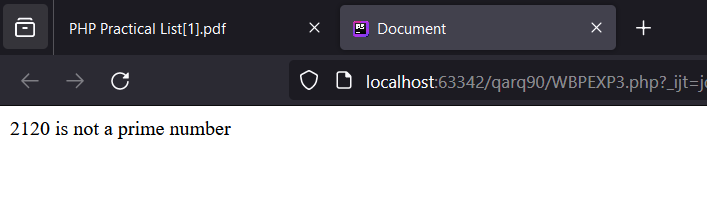 PHP Practical List[1].pdf
Document
localhost:63342/qarq90/WBPEXP3.php?_ijt=
2120 is not a prime number